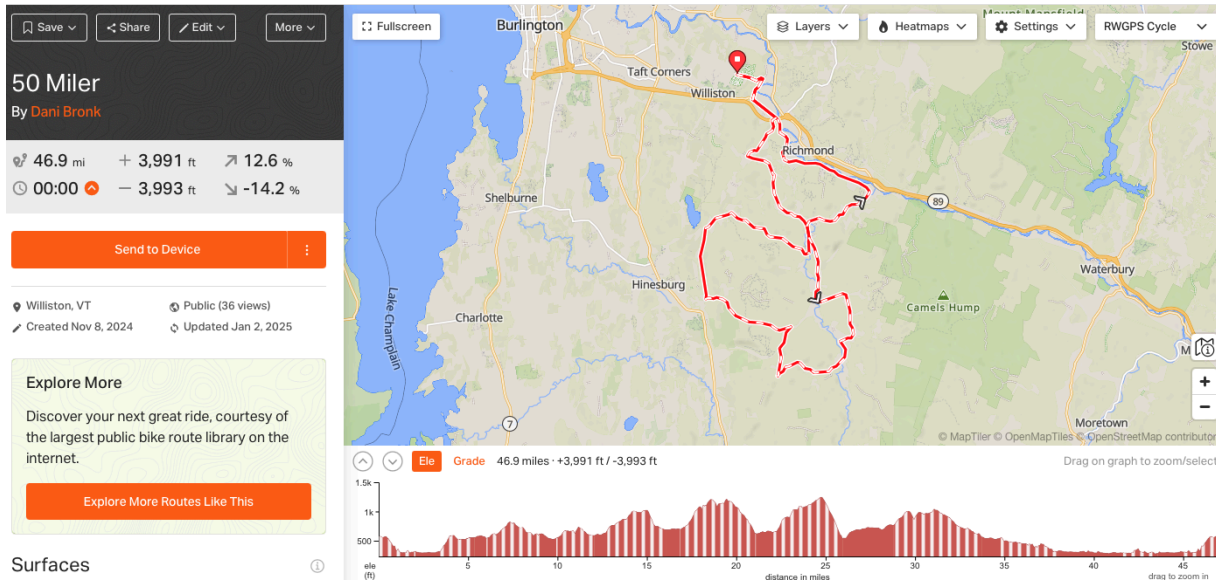 Save
Share
Edit
More
50 Miler
By Dani Bronk
46.9 mi
+ 3,991 ft
12.6 %
00:00
− 3,993 ft
-14.2 %
Send to Device
Williston, VT
Public (36 views)
Created Nov 8, 2024
Updated Jan 2, 2025
Explore More
Discover your next great ride, courtesy of
the largest public bike route library on the
internet.
Explore More Routes Like This
Surfaces
Fullscreen
Layers
Heatmaps
Settings
RWGPS Cycle
Burlington
Mount Mansfield
Stowe
Taft Corners
Williston
Richmond
Shelburne
89
Hinesburg
Waterbury
Camels Hump
Charlotte
Lake Champlain
M
+
−
7
Moretown
© MapTiler © OpenMapTiles © OpenStreetMap contributor
Ele
Grade
46.9 miles · +3,991 ft / -3,993 ft
Drag on graph to zoom/select
1.5k
1k
500
ele
(ft)
5
10
15
20
25
30
35
40
45
distance in miles
drag to zoom in